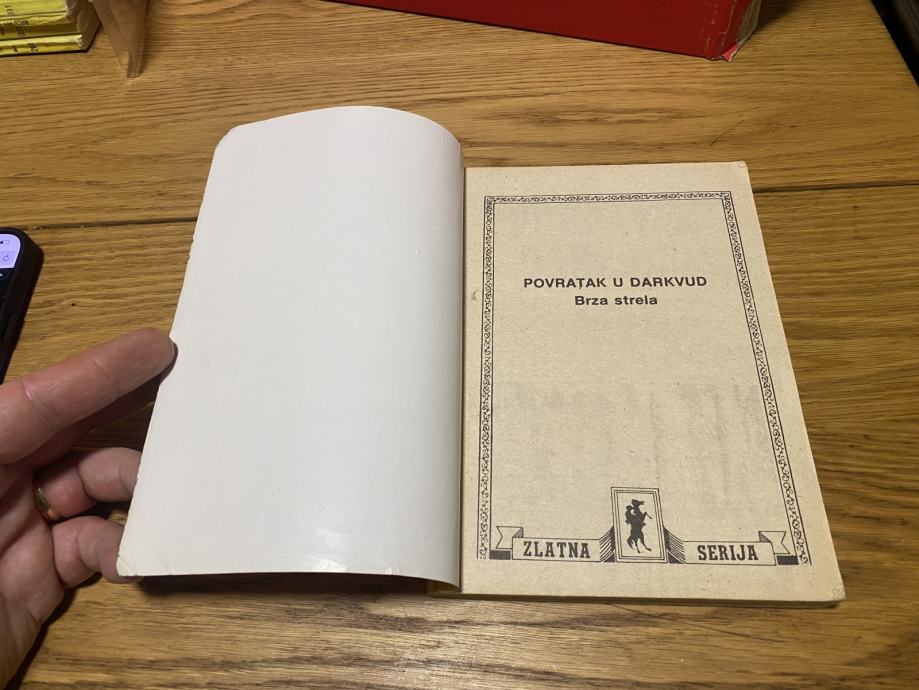 POVRATAK U DARKVUD
Brza strela
ZLATNA SERIJA